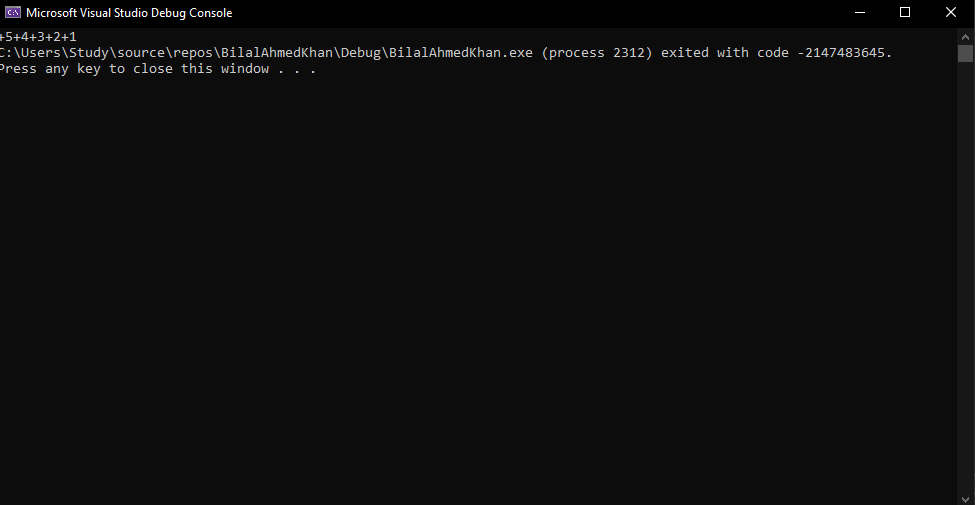 Microsoft Visual Studio Debug Console
+5+4+3+2+1
C:\Users\Study\source\repos\BilalAhmedKhan\Debug\BilalAhmedKhan.exe (process 2312) exited with code -2147483645.
Press any key to close this window . . .